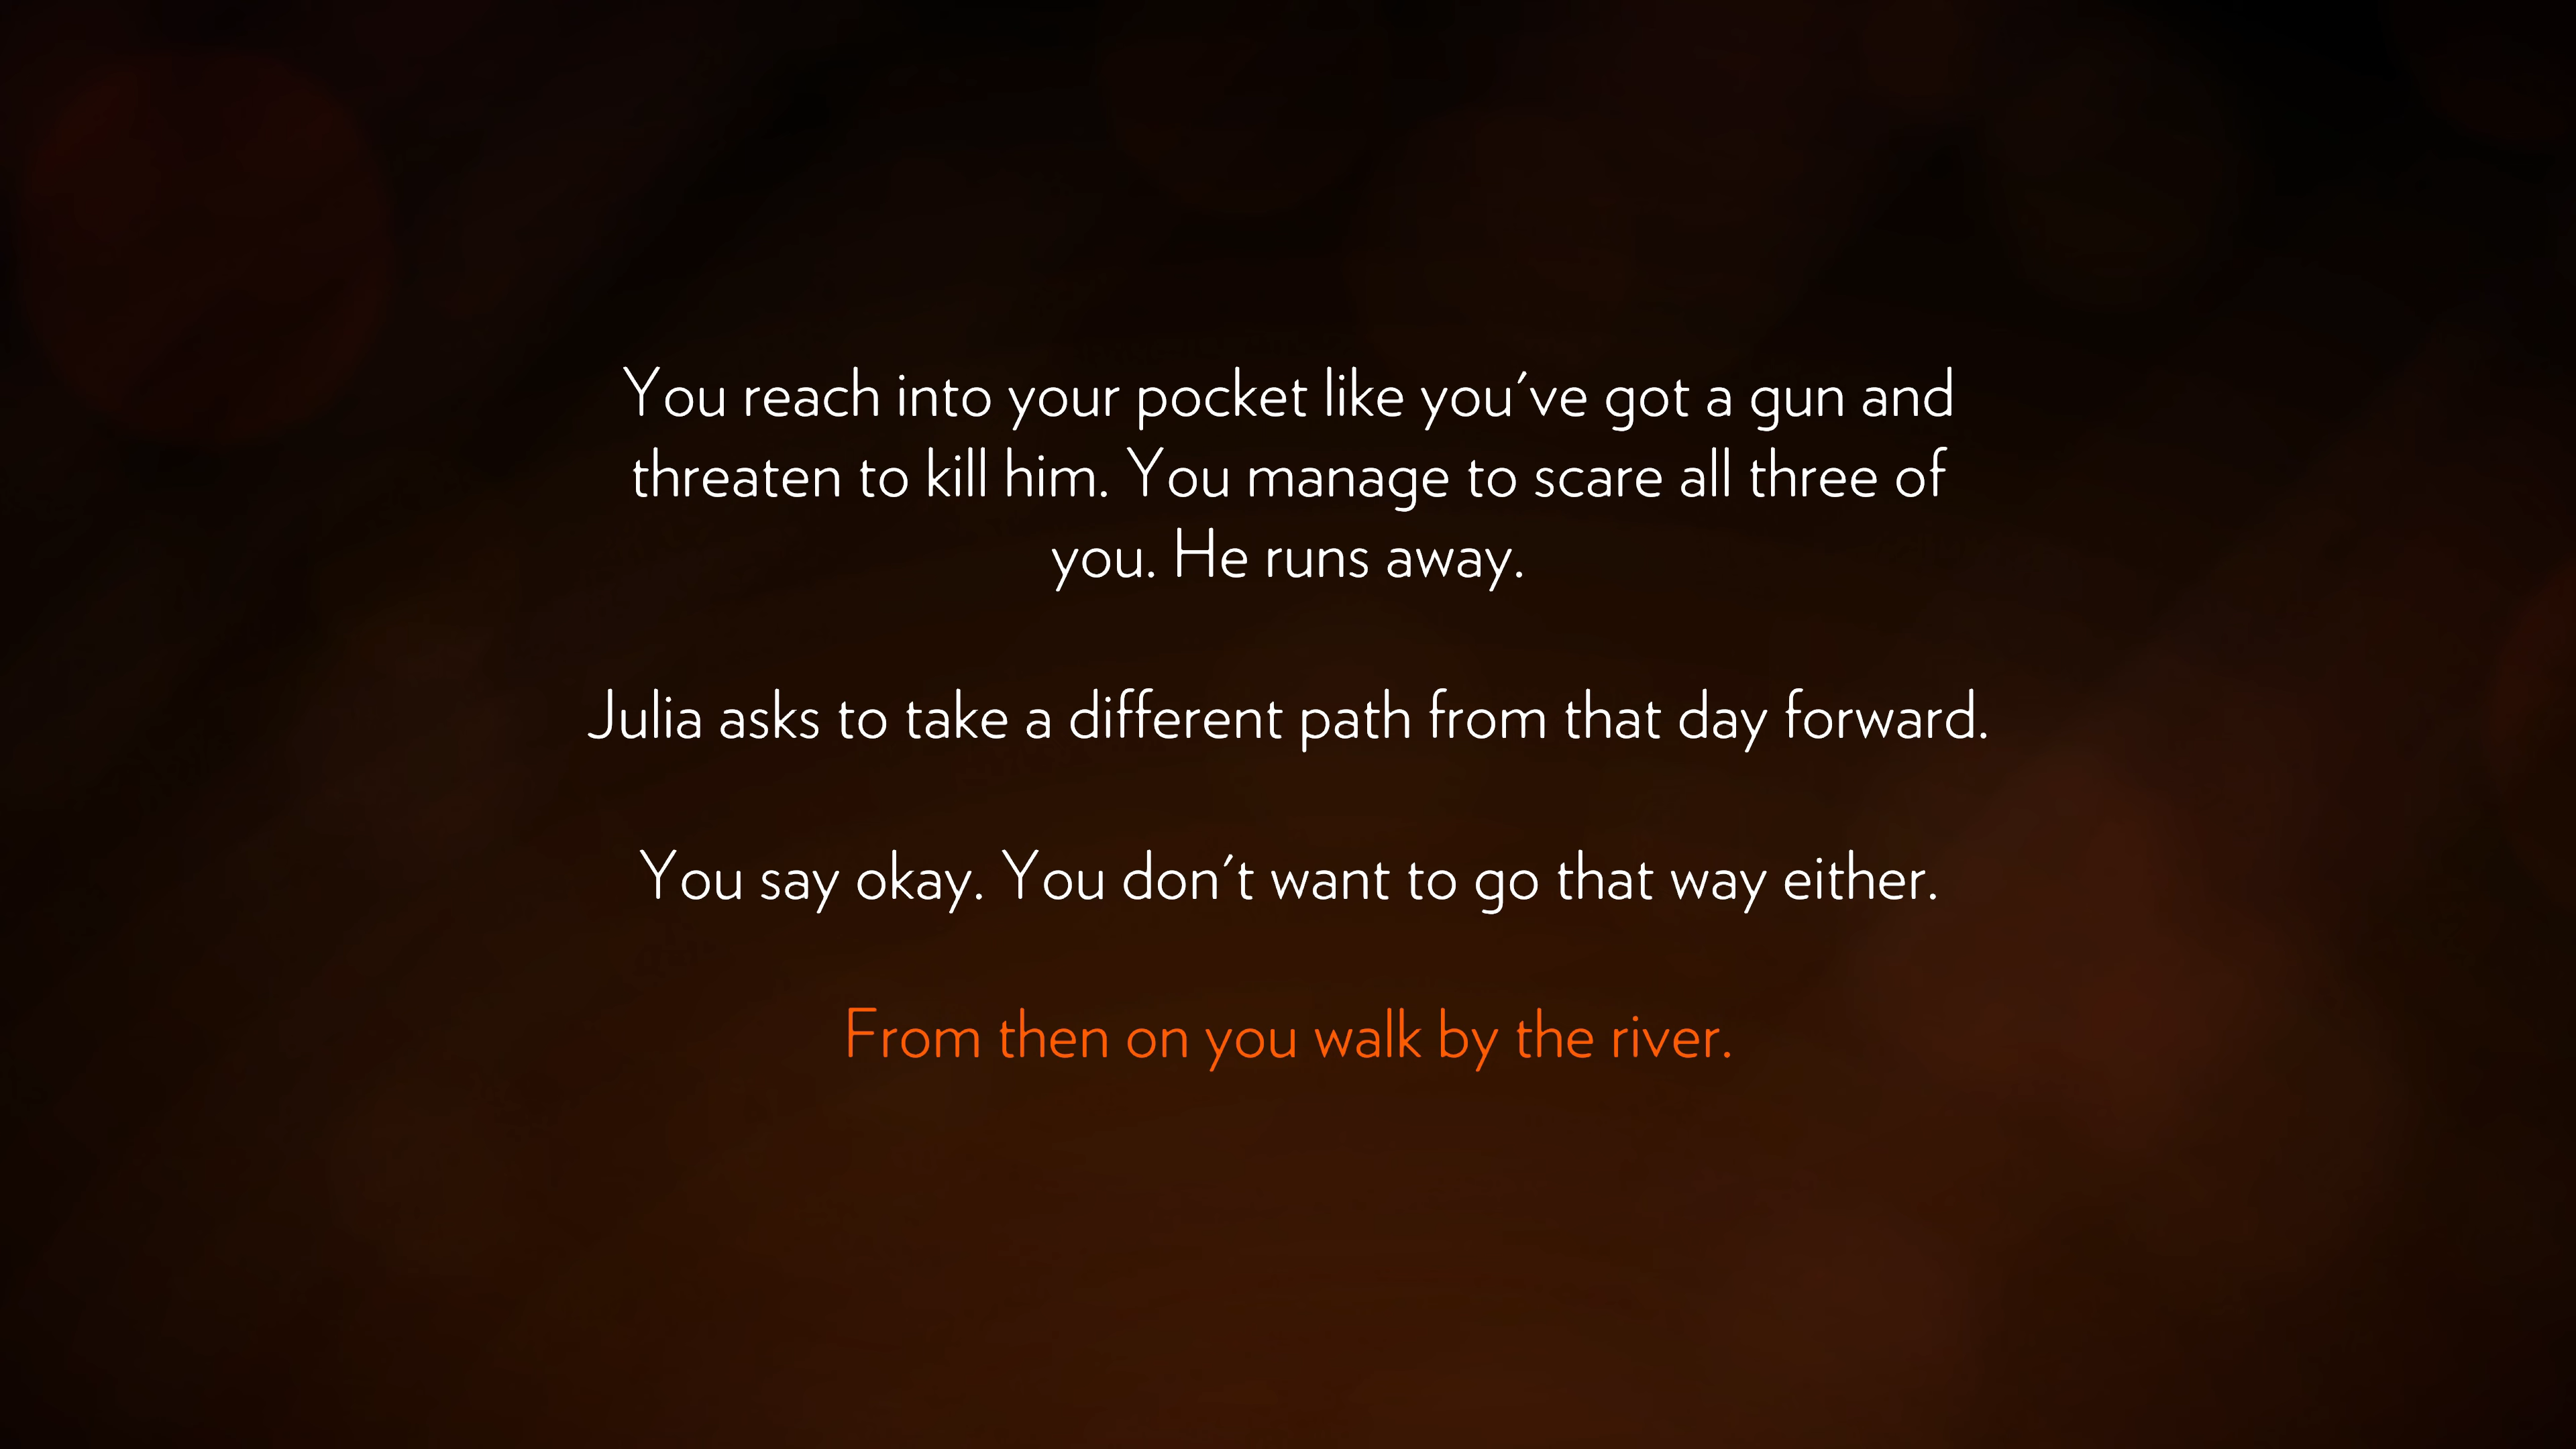 You reach into your pocket like you've got a gun and
threaten to kill him. You manage to scare all three of
you. He runs away.
Julia asks to take a different path from that day forward.
You say okay. You don't want to go that way either.
From then on you walk by the river.